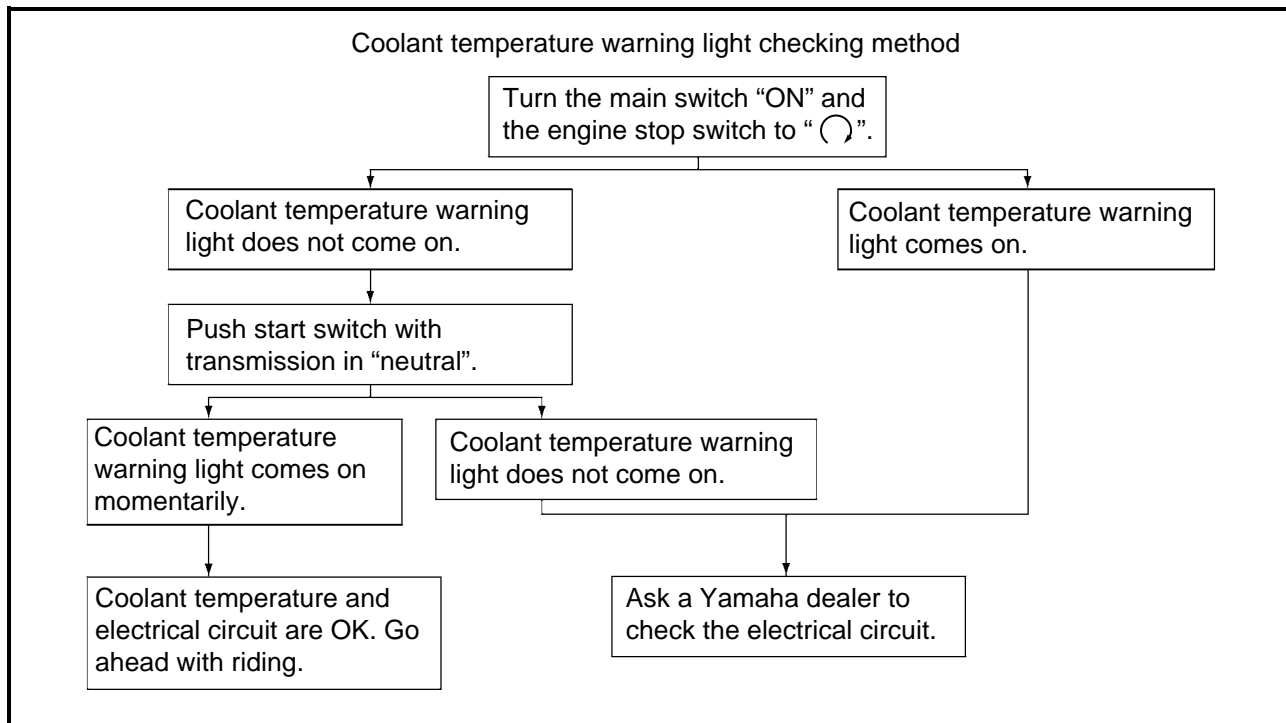 Coolant temperature warning light checking method
Turn the main switch “ON” and
the engine stop switch to “ ”.
Coolant temperature warning
light does not come on.
Coolant temperature warning
light comes on.
Push start switch with
transmission in “neutral”.
Coolant temperature
warning light comes on
momentarily.
Coolant temperature warning
light does not come on.
Coolant temperature and
electrical circuit are OK. Go
ahead with riding.
Ask a Yamaha dealer to
check the electrical circuit.